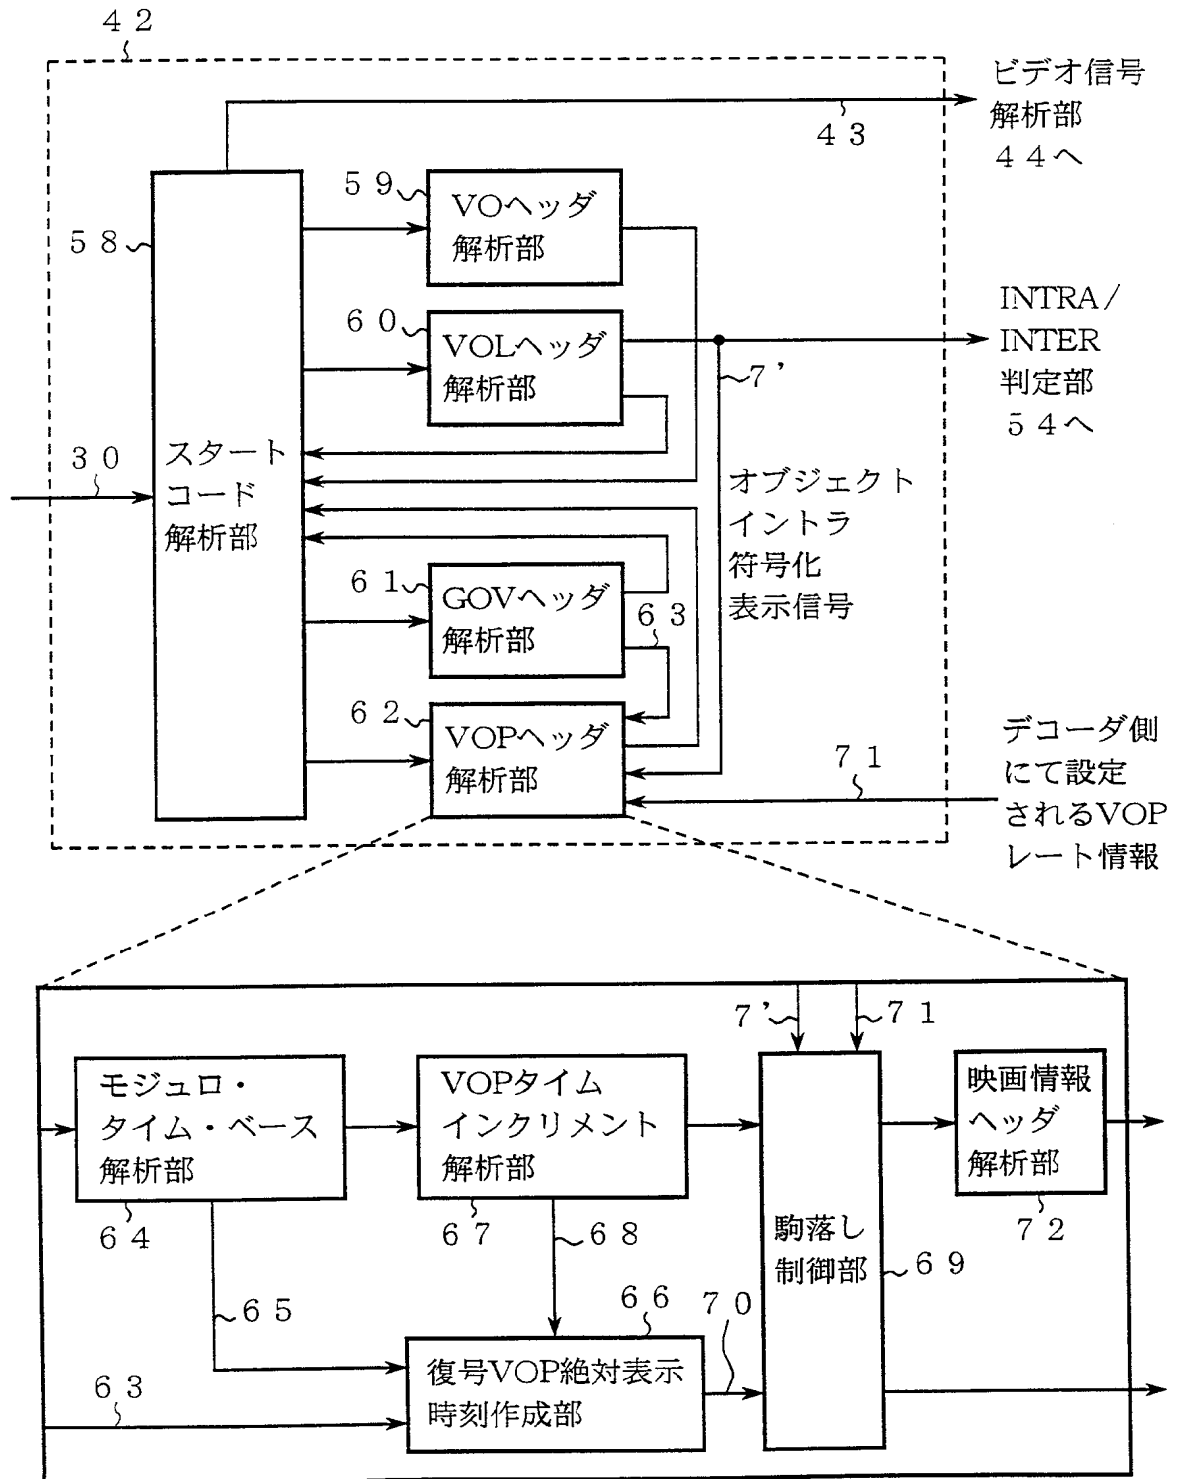 ４２
ビデオ信号
解析部
４４へ
４３
５９
VOヘッダ
解析部
５８
６０
VOLヘッダ
解析部
INTRA/
INTER
判定部
５４へ
７’
３０
スタート
コード
解析部
オブジェクト
イントラ
符号化
表示信号
６１
GOVヘッダ
解析部
６３
６２
VOPヘッダ
解析部
７１
デコーダ側
にて設定
されるVOP
レート情報
７’
７１
モジュロ・
タイム・ベース
解析部
６４
VOPタイム
インクリメント
解析部
６７
６８
駒落し
制御部
６９
映画情報
ヘッダ
解析部
７２
６５
６６
７０
復号VOP絶対表示
時刻作成部
６３